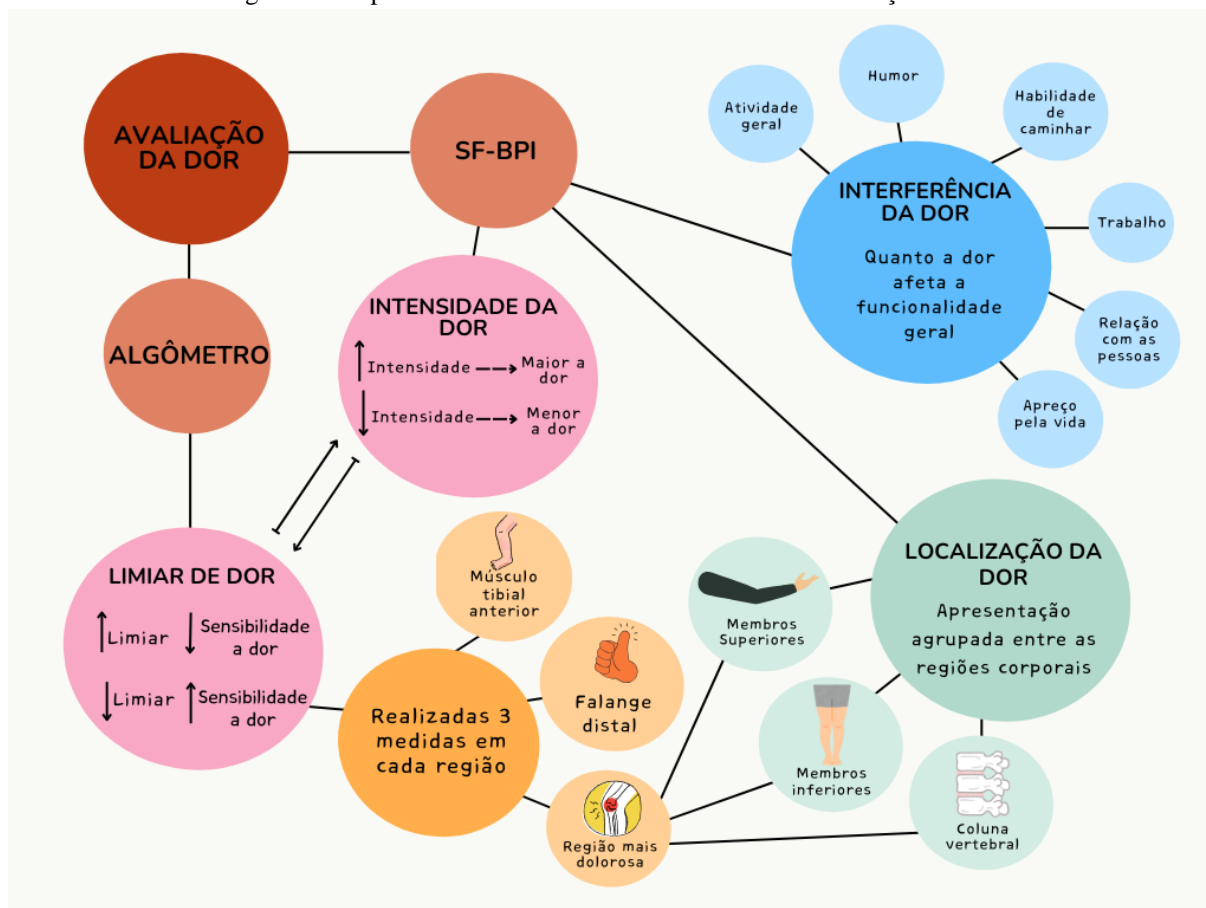 AVALIAÇÃO
DA DOR
SF-BPI
ALGÔMETRO
INTENSIDADE DA
DOR
Intensidade
Maior a
dor
Intensidade
Menor
a dor
INTERFERÊNCIA
DA DOR
Quanto a dor
afeta a
funcionalidade
geral
Atividade
geral
Humor
Habilidade
de
caminhar
Trabalho
Relação
com as
pessoas
Apreço
pela vida
LIMIAR DE DOR
Limiar
Sensibilidade
a dor
Limiar
Sensibilidade
a dor
Realizadas 3
medidas em
cada região
Músculo
tibial
anterior
Falange
distal
Região mais
dolorosa
LOCALIZAÇÃO DA
DOR
Apresentação
agrupada entre as
regiões corporais
Membros
Superiores
Membros
inferiores
Coluna
vertebral